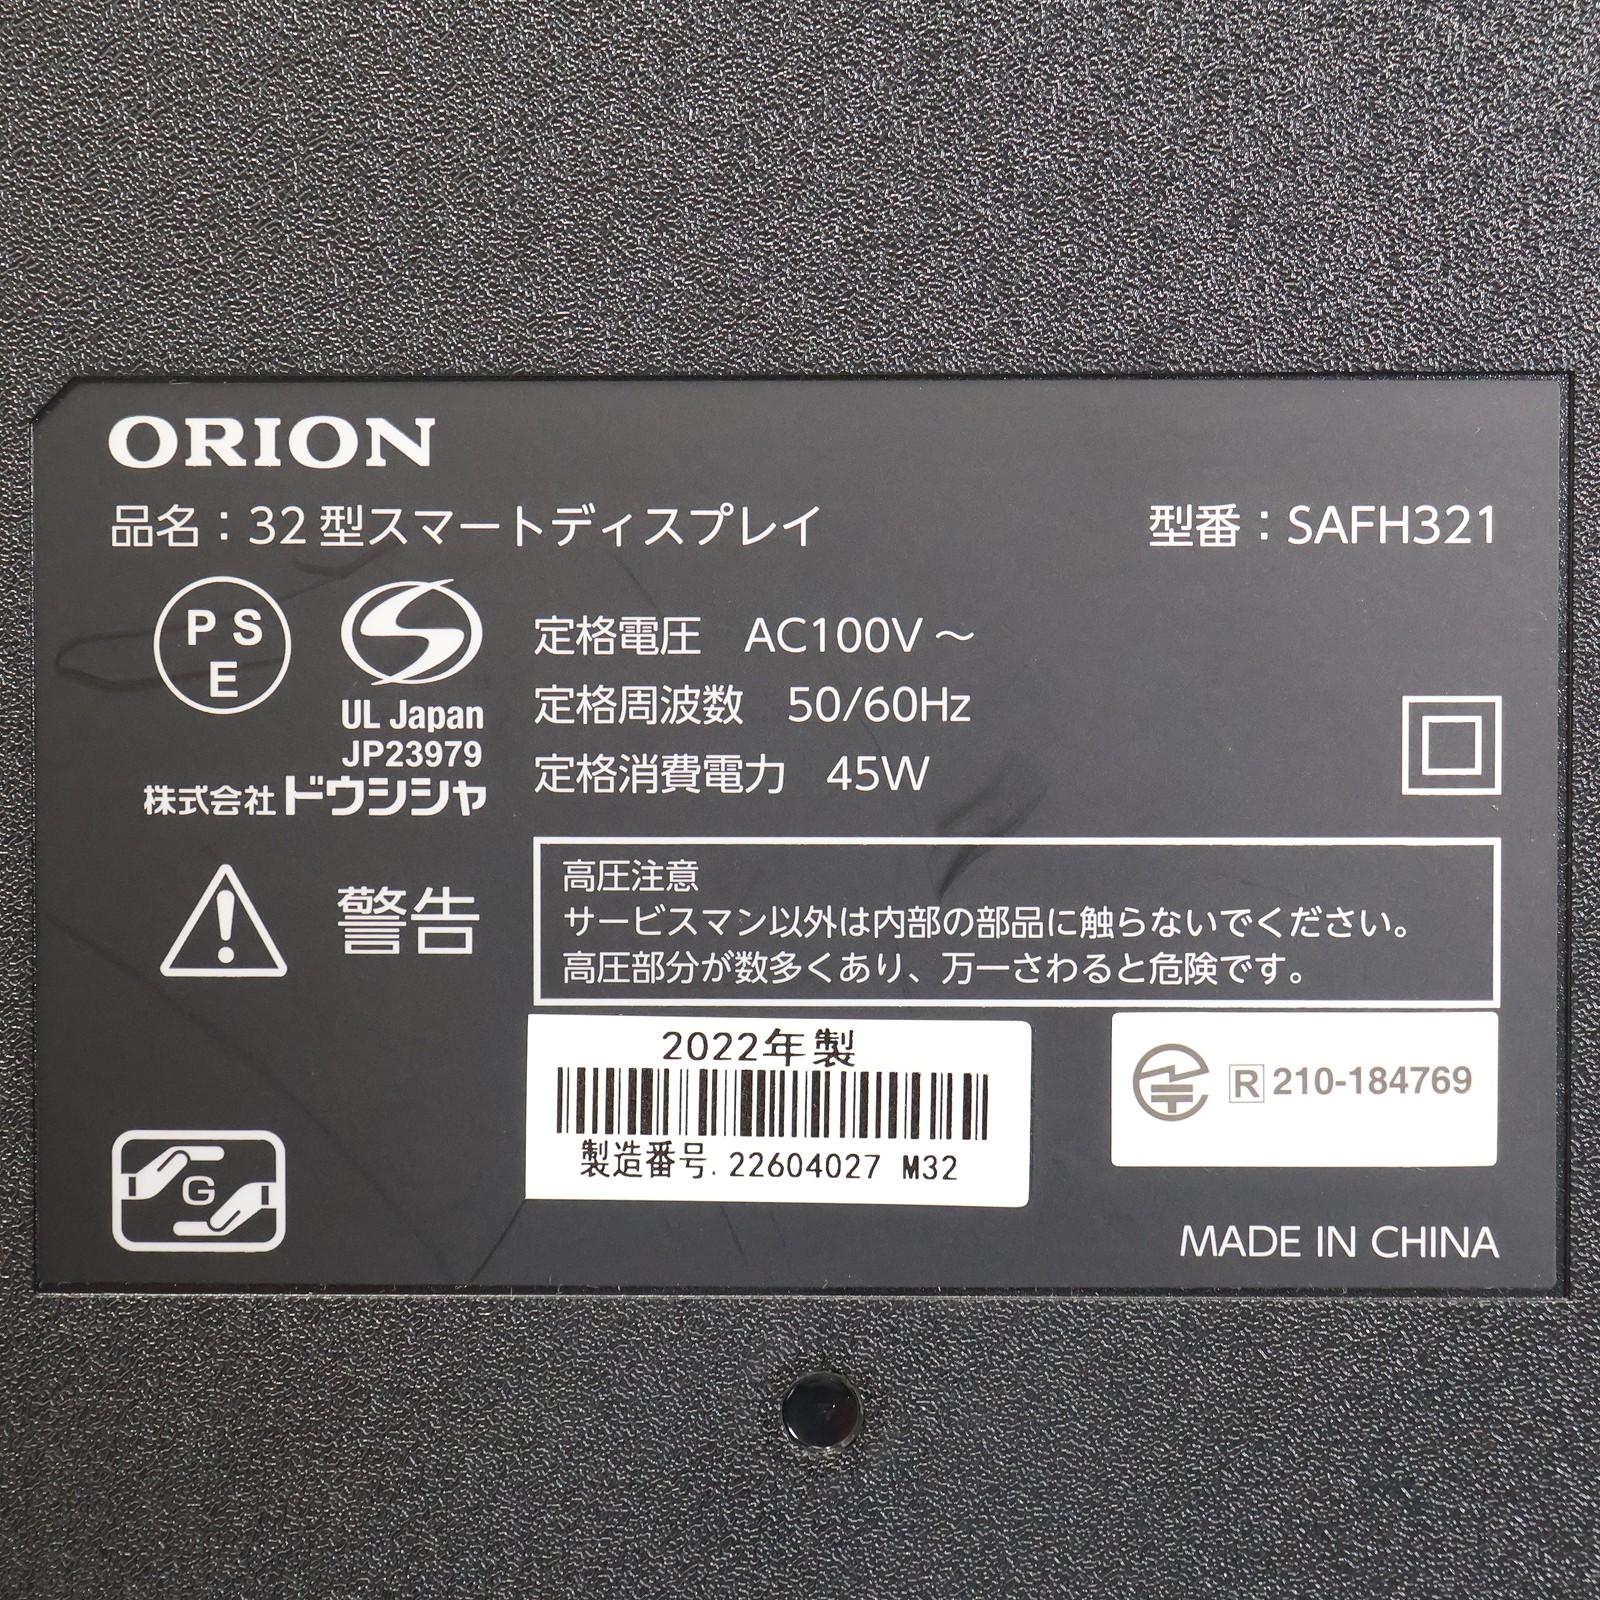 ORION
品名：32型スマートディスプレイ 型番：SAFH321
P S
E
UL Japan
JP23979
株式会社ドウシシャ
定格電圧 AC100V～
定格周波数 50/60Hz
定格消費電力 45W
警告
高圧注意
サービスマン以外は内部の部品に触らないでください。
高圧部分が数多くあり、万一さわると危険です。
2022年製
製造番号. 22604027 M32
R 210-184769
G
MADE IN CHINA